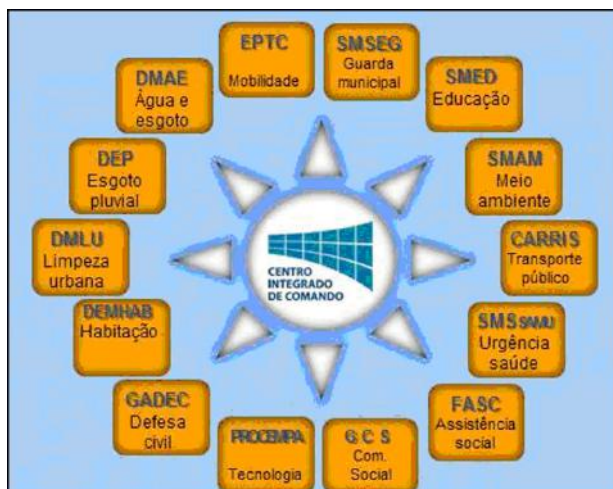 EPTC
Mobilidade
SMSEG
Guarda
municipal
SMED
Educação
SMAM
Meio
ambiente
CARRIS
Transporte
público
SMS SAMU
Urgência
saúde
FASC
Assistência
social
G C S
Com.
Social
PROCEMPA
Tecnologia
GADEC
Defesa
civil
DEMHAB
Habitação
DMLU
Limpeza
urbana
DEP
Esgoto
pluvial
DMAE
Água e
esgoto
CENTRO
INTEGRADO
DE COMANDO